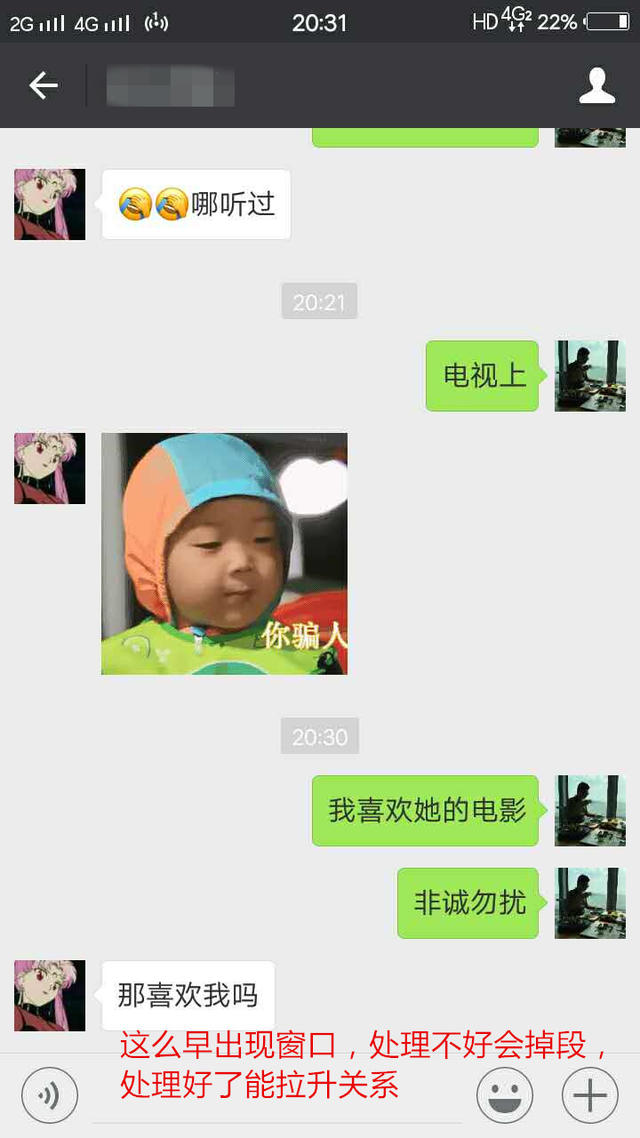 2G 4G 20:31 HD 4G2 22%
哪听过
20:21
电视上
你骗人
20:30
我喜欢她的电影
非诚勿扰
那喜欢我吗
这么早出现窗口，处理不好会掉段，
处理好了能拉升关系